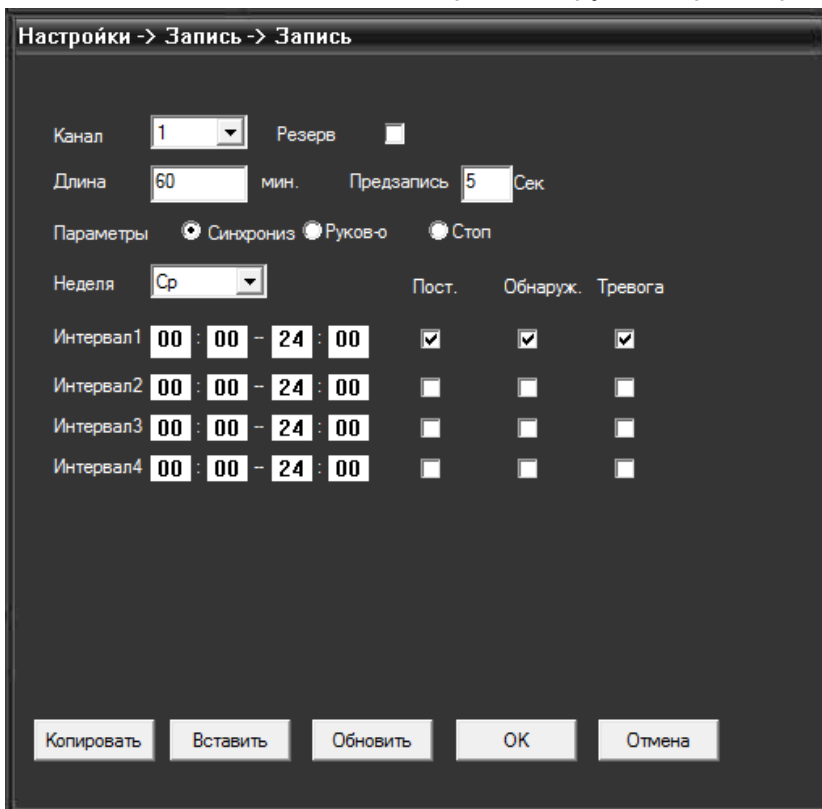 Настройки -> Запись -> Запись
Канал 1 Резерв
Длина 60 мин. Предзапись 5 Сек
Параметры Синхрониз Руков-о Стоп
Неделя Ср Пост. Обнаруж. Тревога
Интервал1 00 : 00 - 24 : 00
Интервал2 00 : 00 - 24 : 00
Интервал3 00 : 00 - 24 : 00
Интервал4 00 : 00 - 24 : 00
Копировать Вставить Обновить OK Отмена